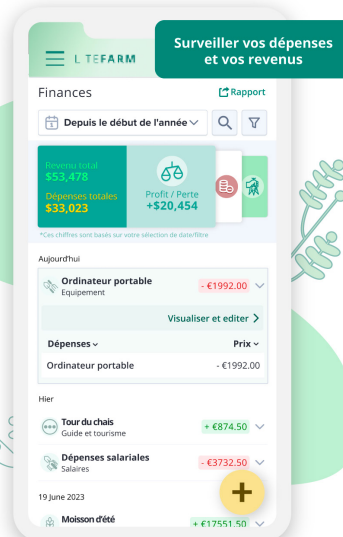 Surveiller vos dépenses
et vos revenus
L TEFARM
Finances
Rapport
Depuis le début de l'année
Revenu total
$53,478
Dépenses totales
$33,023
Profit / Perte
+$20,454
*Ces chiffres sont basés sur votre sélection de date/filtre
Aujourd'hui
Ordinateur portable
- €1992.00
Equipement
Visualiser et editer
Dépenses
Prix
Ordinateur portable
- €1992.00
Hier
Tour du chais
+ €874.50
Guide et tourisme
Dépenses salariales
- €3732.50
Salaires
19 June 2023
Moisson d'été
+ €17551.50